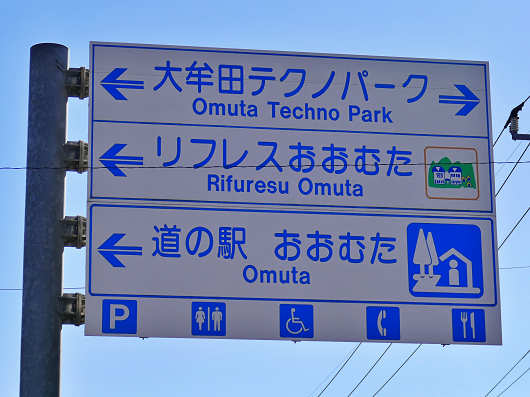 大牟田テクノパーク
Omuta Techno Park
リフレスおおむた
Rifuresu Omuta
道の駅 おおむた
Omuta
P